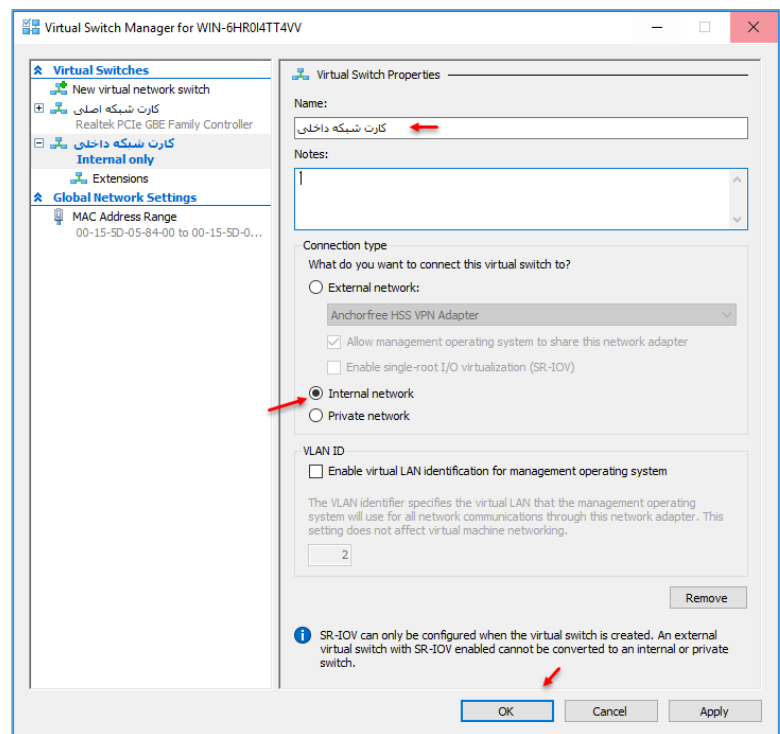 Virtual Switch Manager for WIN-6HR0I4TT4VV
Virtual Switches
New virtual network switch
کارت شبکه اصلی
Realtek PCIe GBE Family Controller
کارت شبکه داخلی
Internal only
Extensions
Global Network Settings
MAC Address Range
00-15-5D-05-84-00 to 00-15-5D-0...
Virtual Switch Properties
Name:
کارت شبکه داخلی
Notes:
Connection type
What do you want to connect this virtual switch to?
External network:
Anchorfree HSS VPN Adapter
Allow management operating system to share this network adapter
Enable single-root I/O virtualization (SR-IOV)
Internal network
Private network
VLAN ID
Enable virtual LAN identification for management operating system
The VLAN identifier specifies the virtual LAN that the management operating
system will use for all network communications through this network adapter. This
setting does not affect virtual machine networking.
2
Remove
SR-IOV can only be configured when the virtual switch is created. An external
virtual switch with SR-IOV enabled cannot be converted to an internal or private
switch.
OK
Cancel
Apply